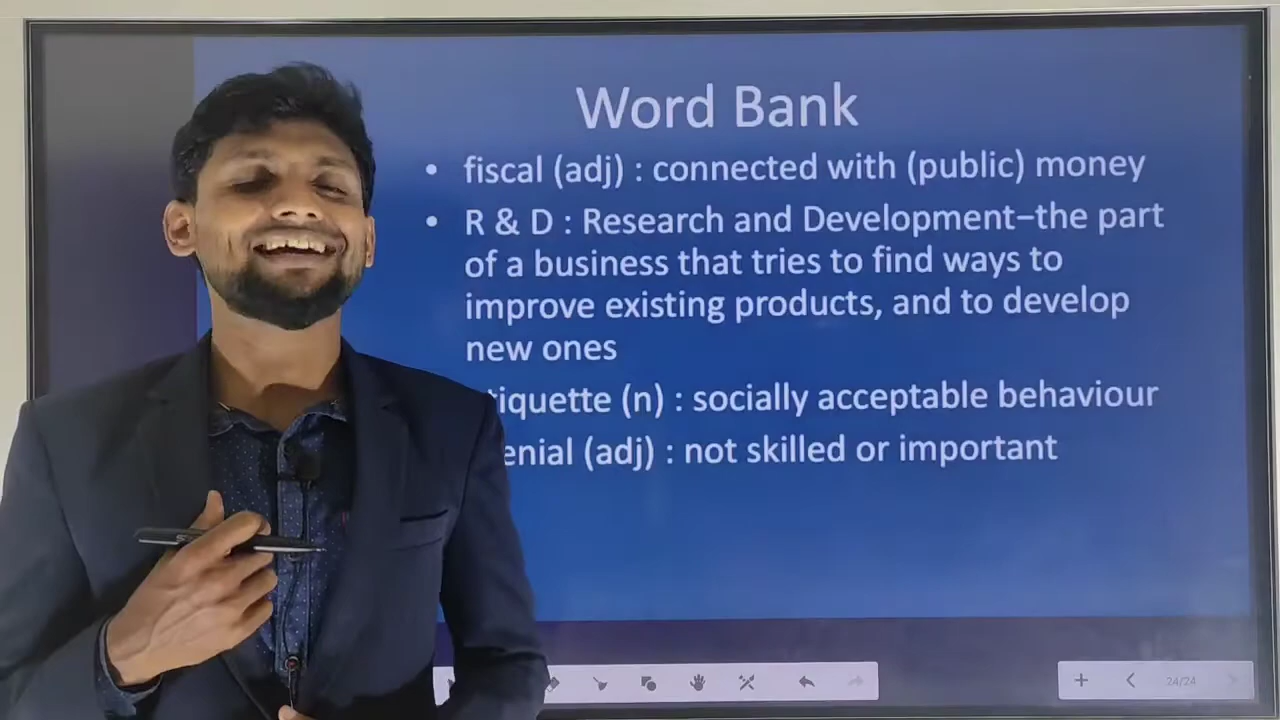 Word Bank
• fiscal (adj) : connected with (public) money
• R & D : Research and Development–the part
of a business that tries to find ways to
improve existing products, and to develop
new ones
tiquette (n) : socially acceptable behaviour
enial (adj) : not skilled or important
24/24